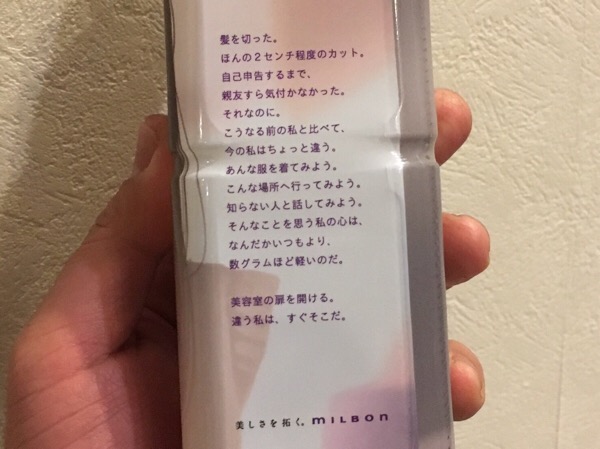 髪を切った。
ほんの２センチ程度のカット。
自己申告するまで、
親友すら気付かなかった。
それなのに。
こうなる前の私と比べて、
今の私はちょっと違う。
あんな服を着てみよう。
こんな場所へ行ってみよう。
知らない人と話してみよう。
そんなことを思う私の心は、
なんだかいつもより、
数グラムほど軽いのだ。
美容室の扉を開ける。
違う私は、すぐそこだ。
美しさを拓く。 MILBON